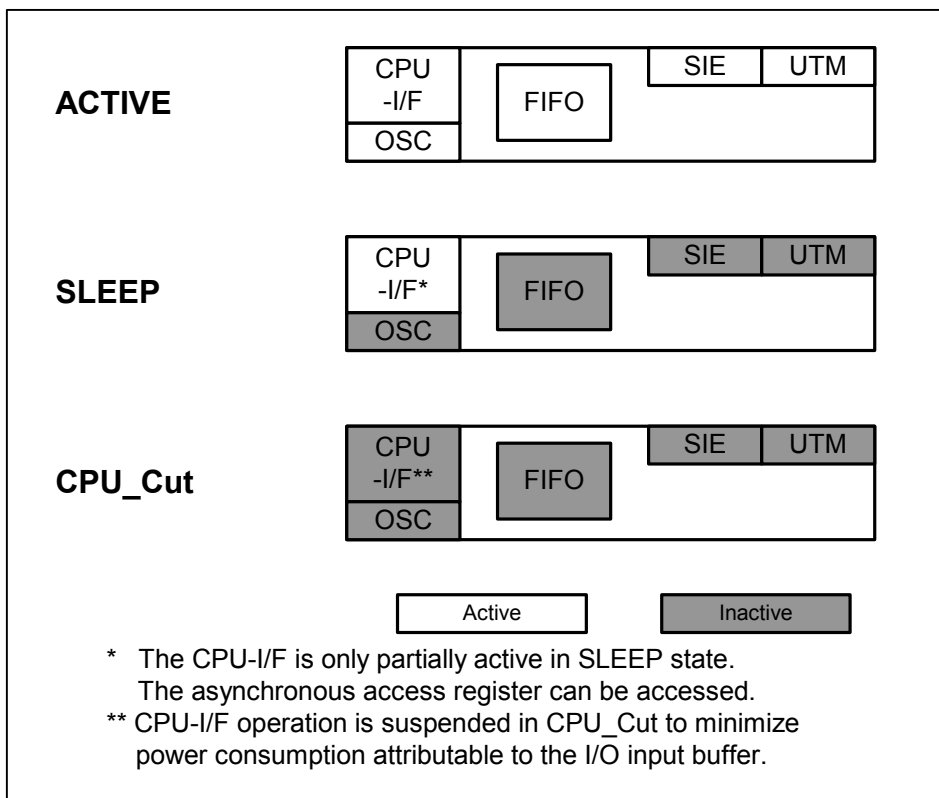 ACTIVE
CPU
-I/F
OSC
FIFO
SIE
UTM
SLEEP
CPU
-I/F*
OSC
FIFO
SIE
UTM
CPU_Cut
CPU
-I/F**
OSC
FIFO
SIE
UTM
Active
Inactive
* The CPU-I/F is only partially active in SLEEP state.
The asynchronous access register can be accessed.
** CPU-I/F operation is suspended in CPU_Cut to minimize
power consumption attributable to the I/O input buffer.